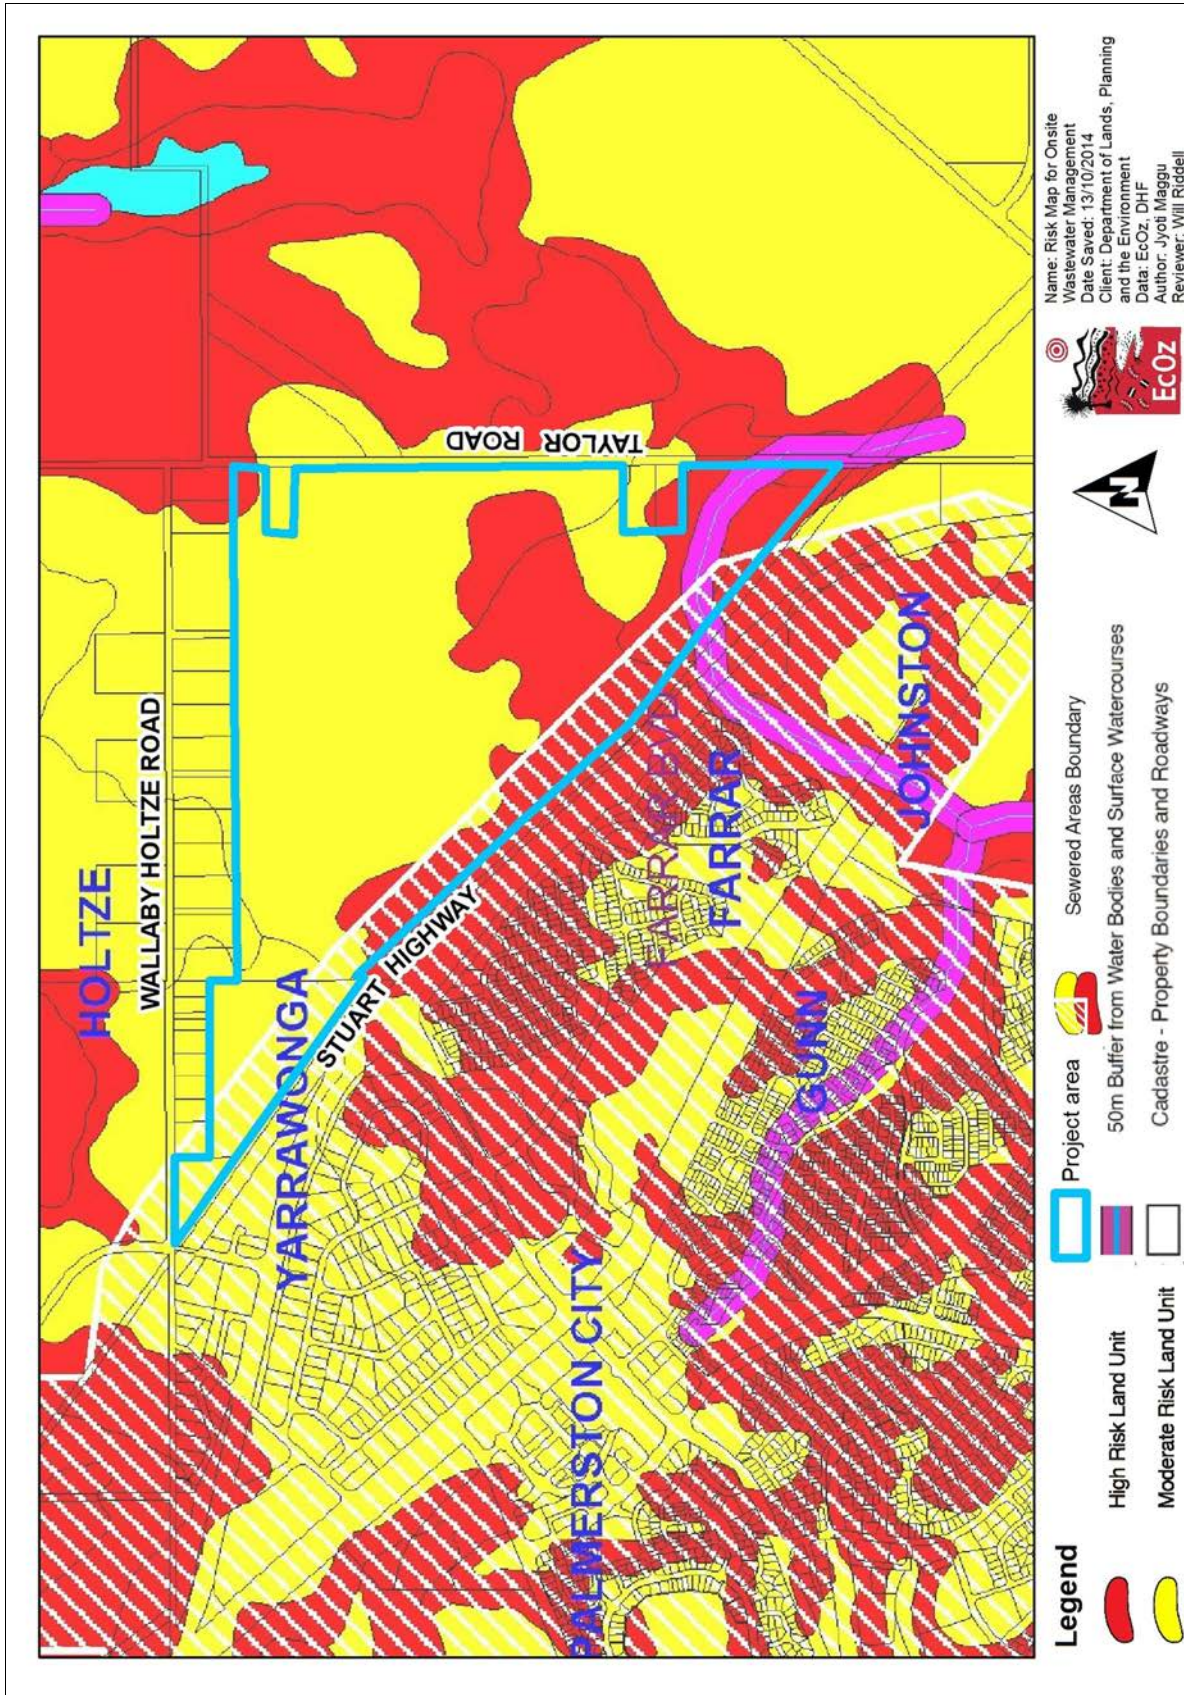 HOLTZE
WALLABY HOLTZE ROAD
TAYLOR ROAD
YARRAWONGA
STUART HIGHWAY
FARRAR BVD
FARRAR
JOHNSTON
GUNN
PALMERSTON CITY
Legend
High Risk Land Unit
Moderate Risk Land Unit
Project area
50m Buffer from Water Bodies and Surface Watercourses
Cadastre - Property Boundaries and Roadways
Sewered Areas Boundary
N
EcOz
Name: Risk Map for Onsite
Wastewater Management
Date Saved: 13/10/2014
Client: Department of Lands, Planning
and the Environment
Data: EcOz, DHF
Author: Jyoti Maggu
Reviewer: Will Riddell